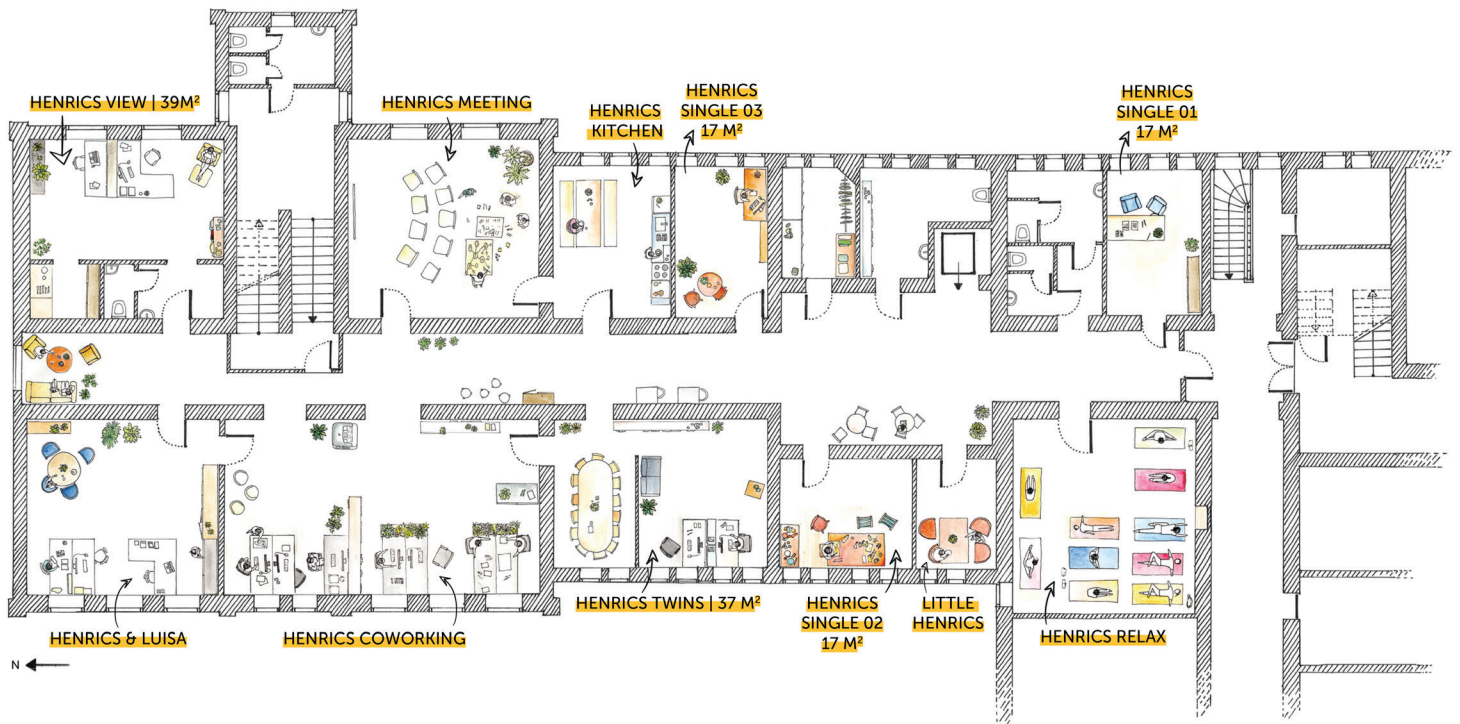 HENRICS VIEW | 39M²
HENRICS MEETING
HENRICS
KITCHEN
HENRICS
SINGLE 03
17 M²
HENRICS
SINGLE 01
17 M²
HENRICS & LUISA
HENRICS COWORKING
HENRICS TWINS | 37 M²
HENRICS
SINGLE 02
17 M²
LITTLE
HENRICS
HENRICS RELAX
N